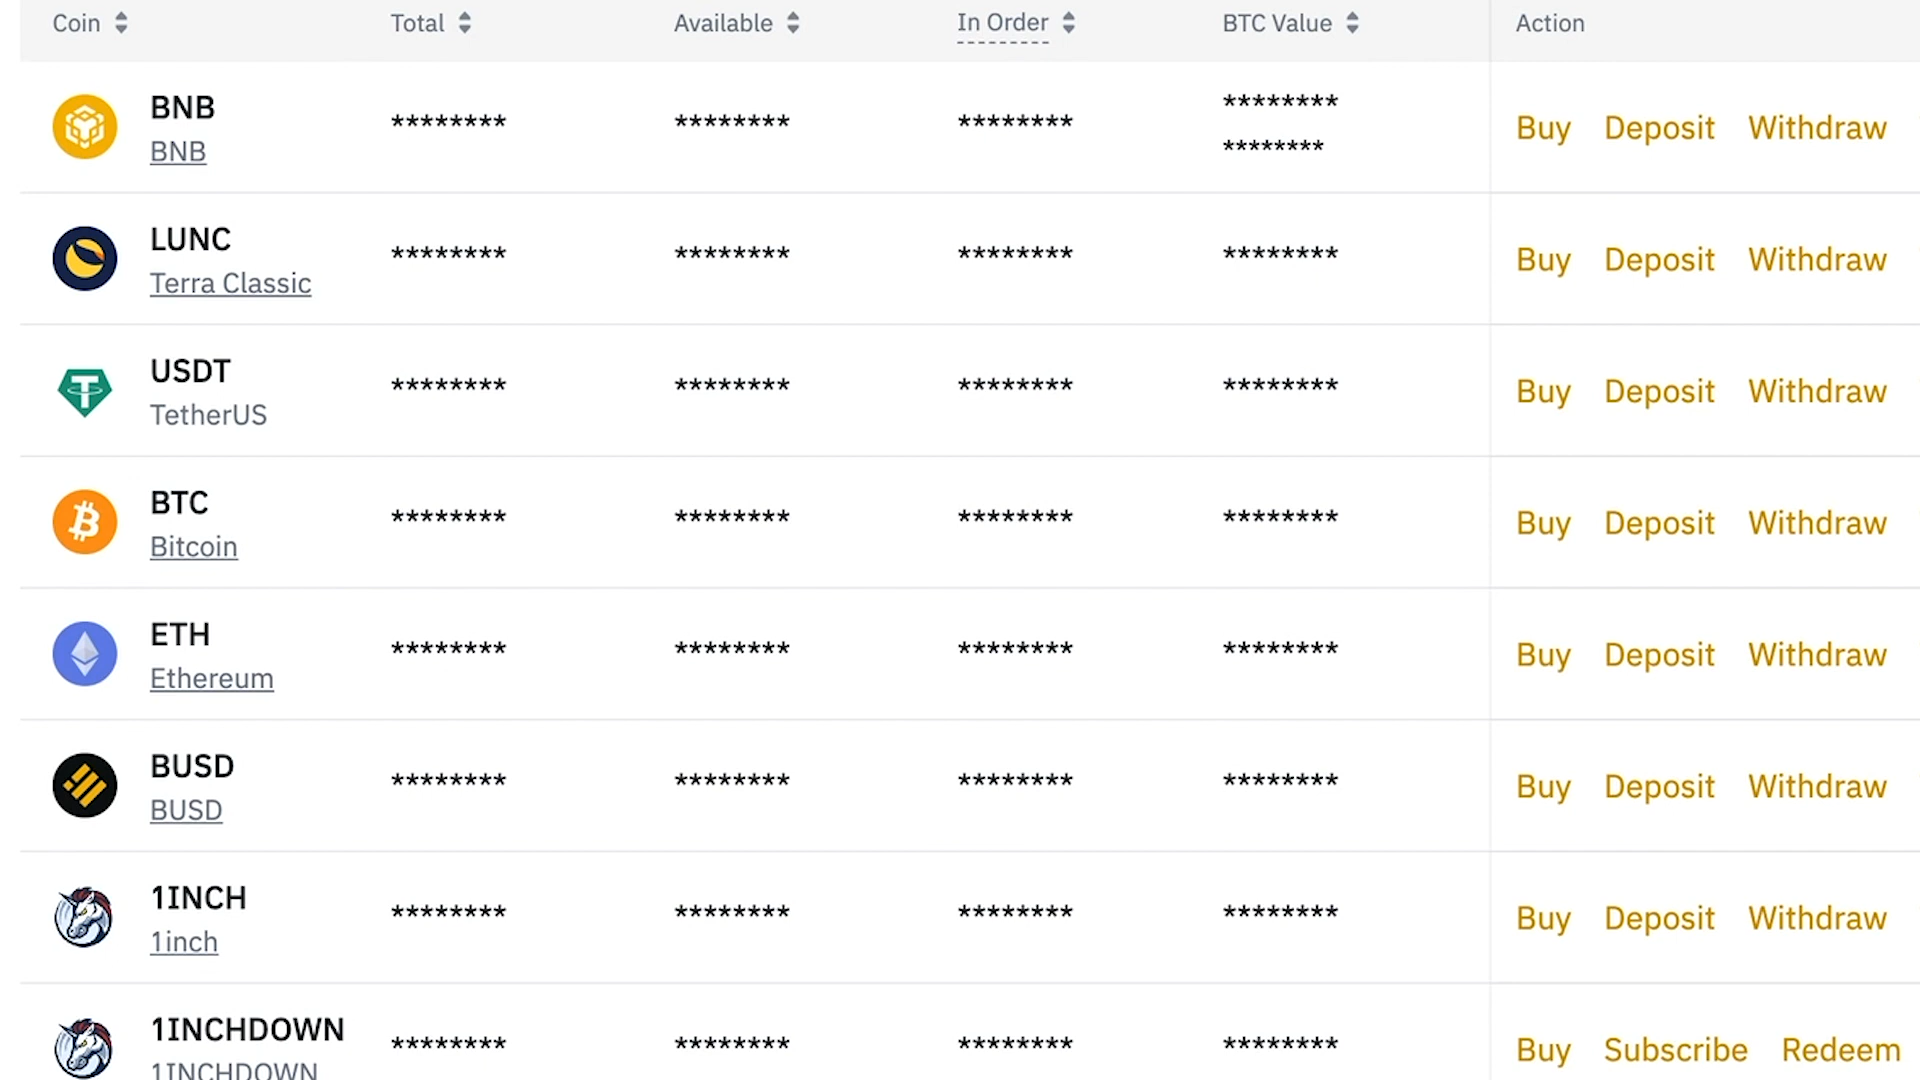 Coin Total Available In Order BTC Value Action
BNB
BNB
******** ******** ******** ********
********
Buy Deposit Withdraw
LUNC
Terra Classic
******** ******** ******** ********
Buy Deposit Withdraw
USDT
TetherUS
******** ******** ******** ********
Buy Deposit Withdraw
BTC
Bitcoin
******** ******** ******** ********
Buy Deposit Withdraw
ETH
Ethereum
******** ******** ******** ********
Buy Deposit Withdraw
BUSD
BUSD
******** ******** ******** ********
Buy Deposit Withdraw
1INCH
1inch
******** ******** ******** ********
Buy Deposit Withdraw
1INCHDOWN
1INCHDOWN
******** ******** ******** ********
Buy Subscribe Redeem